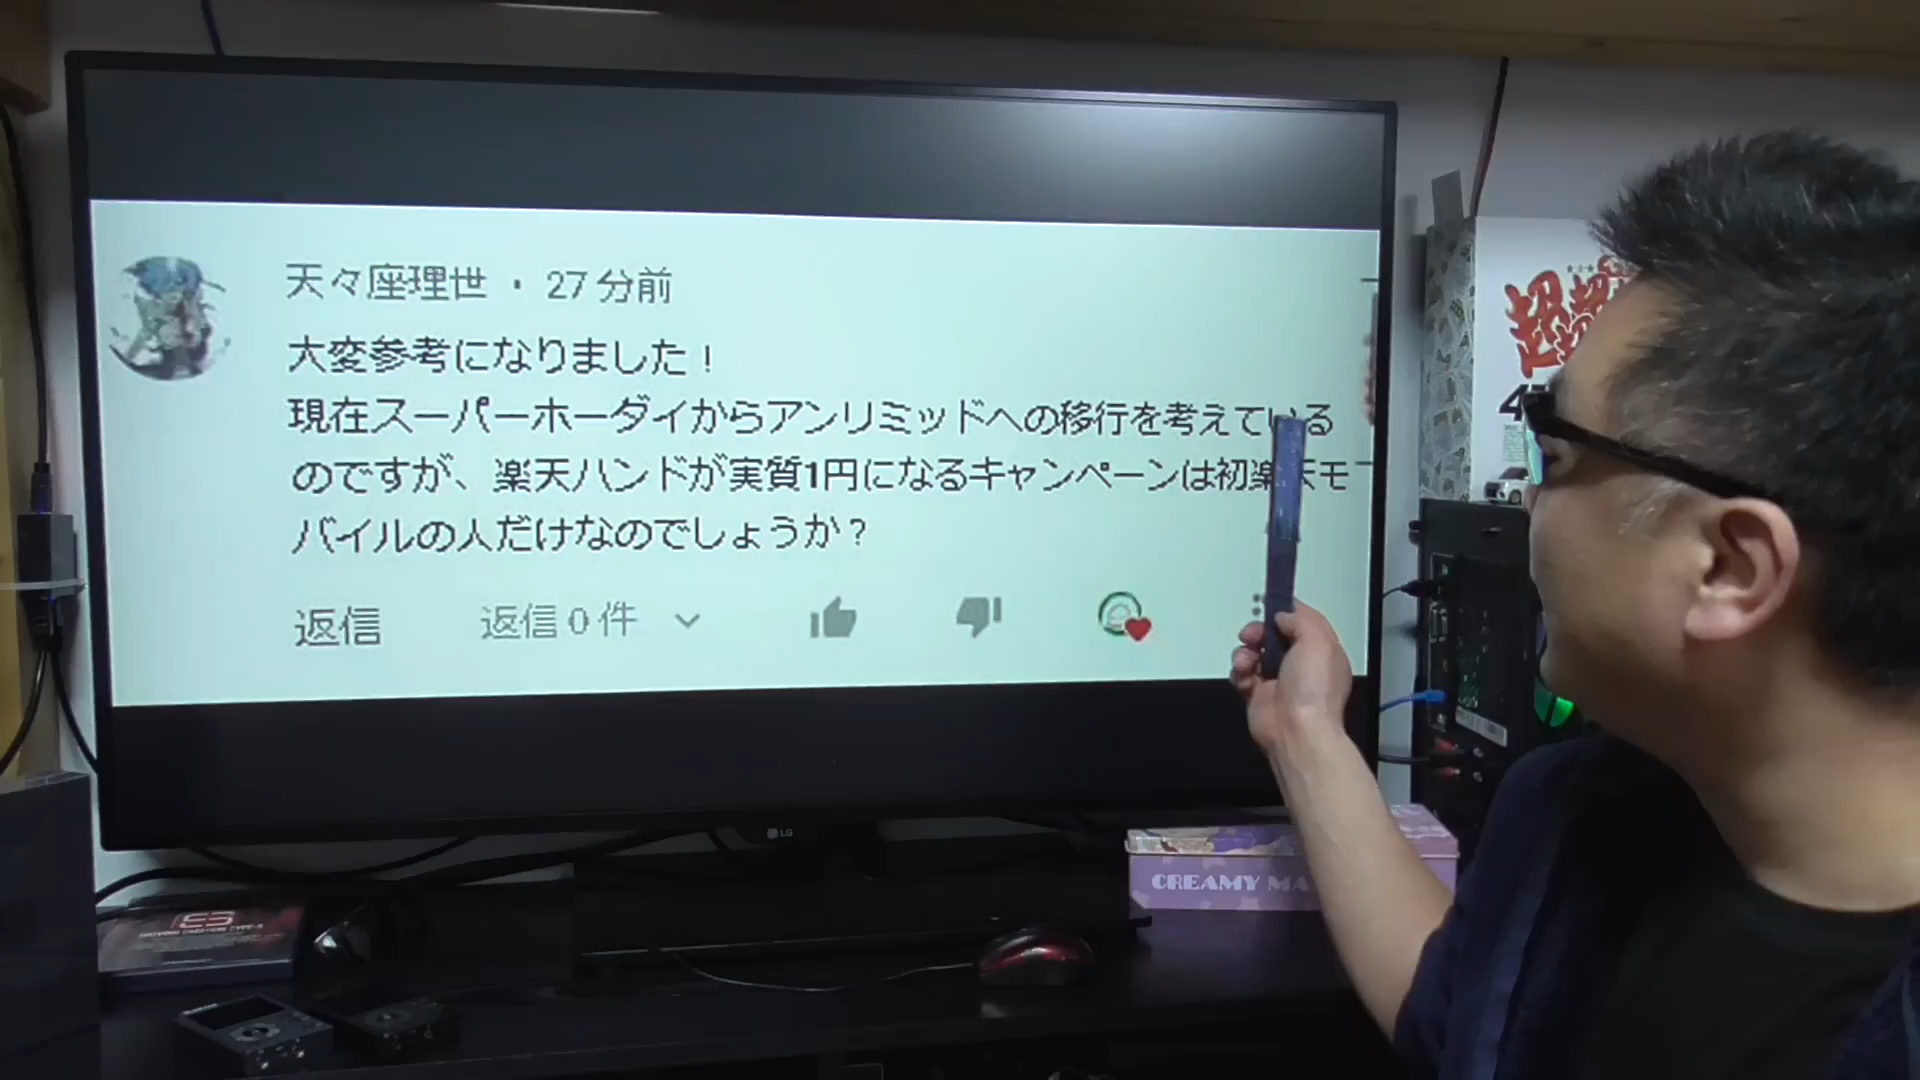 天々座理世・27 分前
大変参考になりました！
現在スーパーホーダイからアンリミッドへの移行を考えている
のですが、楽天ハンドが実質1円になるキャンペーンは初楽天モ
バイルの人だけなのでしょうか？
返信
返信 0 件
LG
CREAMY MA
超